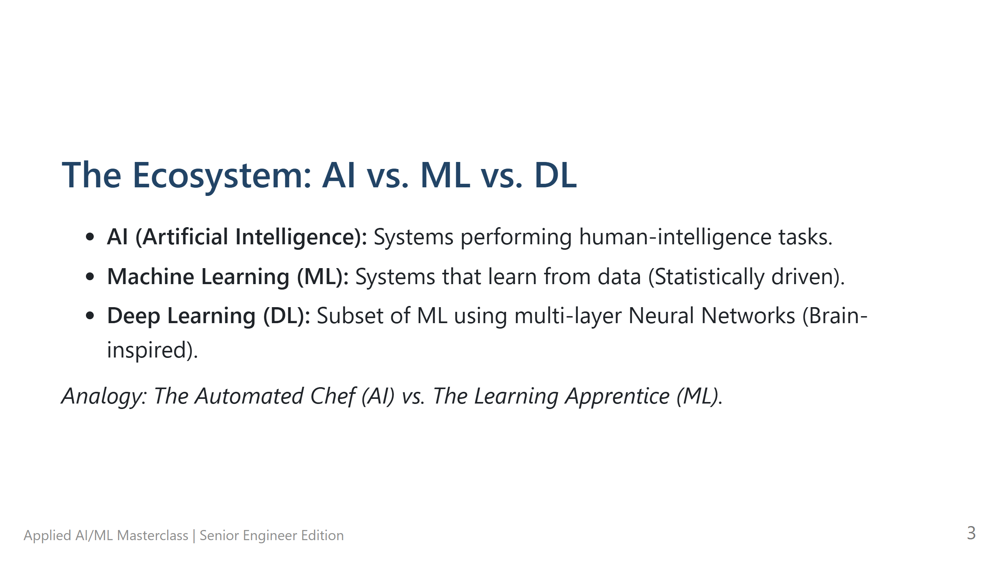 The Ecosystem: AI vs. ML vs. DL
• AI (Artificial Intelligence): Systems performing human-intelligence tasks.
• Machine Learning (ML): Systems that learn from data (Statistically driven).
• Deep Learning (DL): Subset of ML using multi-layer Neural Networks (Brain-
inspired).
Analogy: The Automated Chef (AI) vs. The Learning Apprentice (ML).
Applied AI/ML Masterclass | Senior Engineer Edition
3